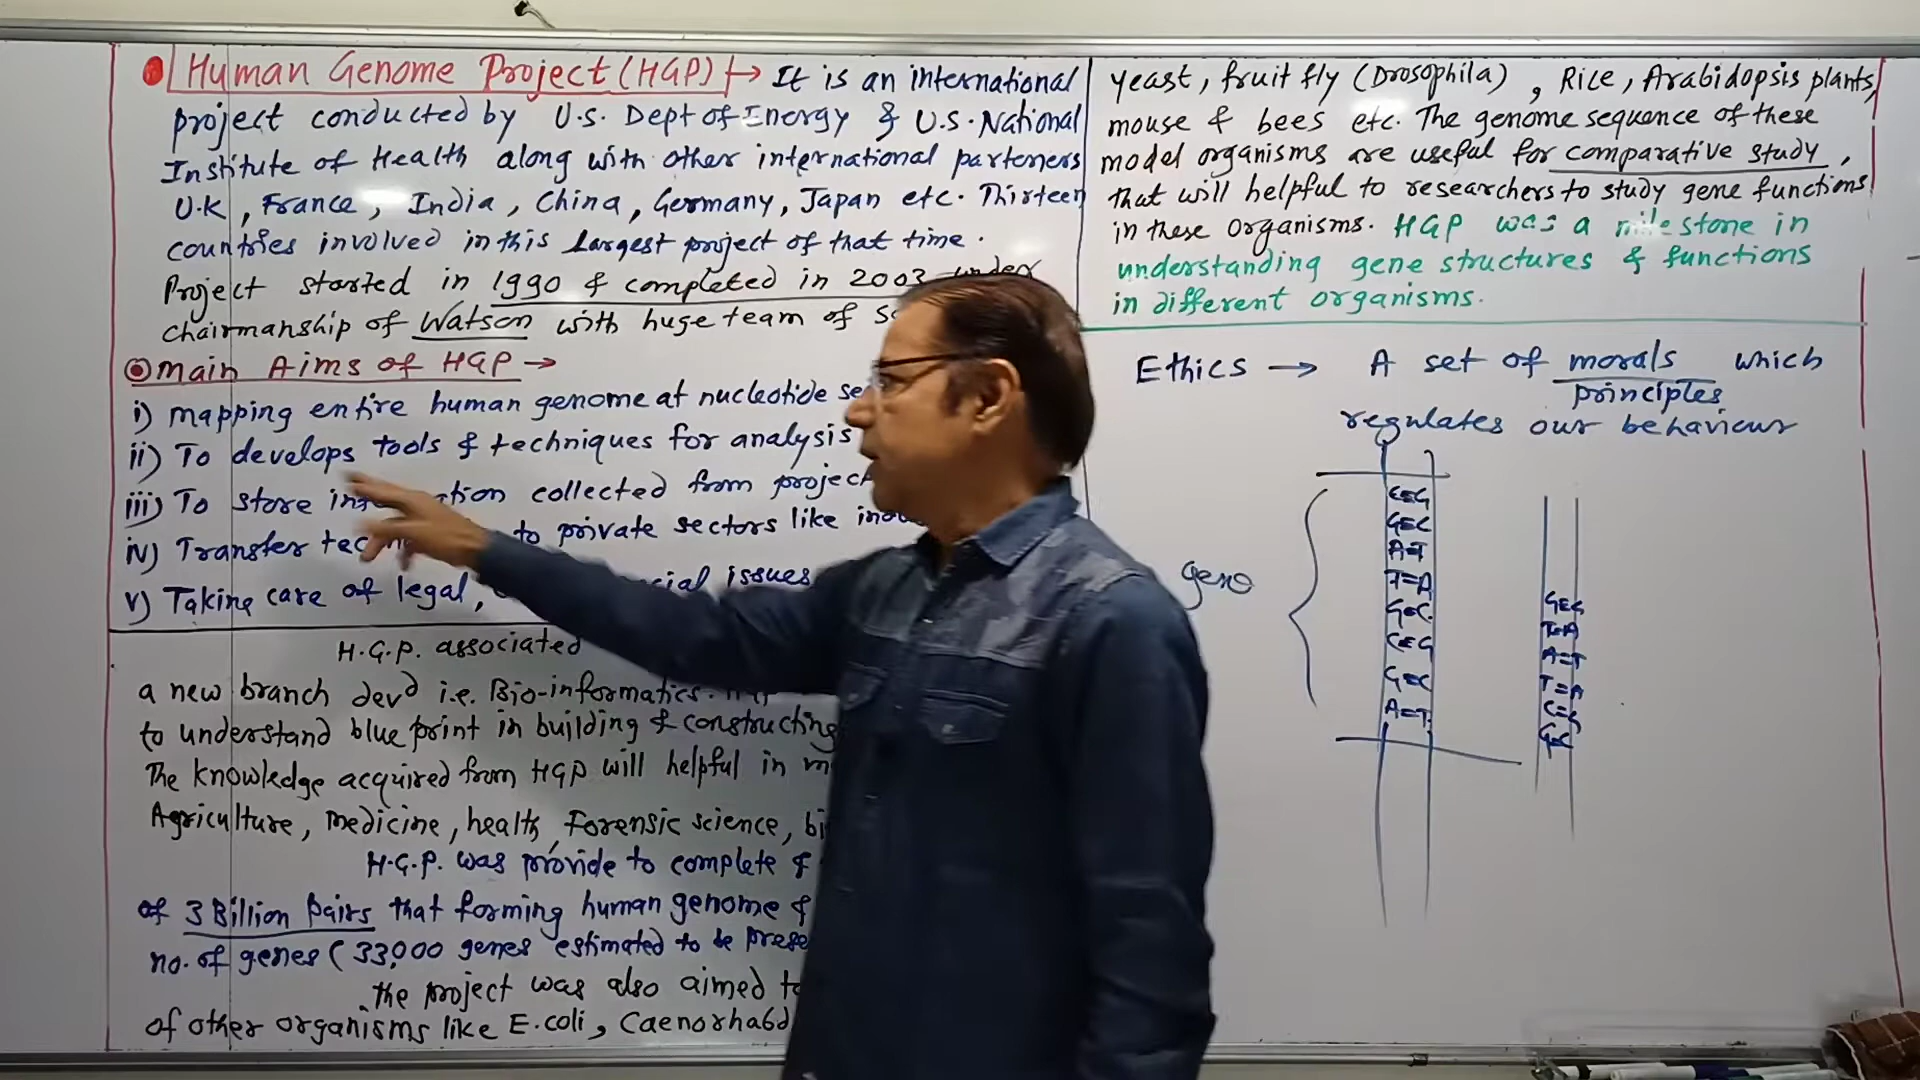 Human Genome Project (HGP) → It is an international
project conducted by U.S. Dept of Energy & U.S. National
Institute of Health along with other international parteners
U.K, France, India, China, Germany, Japan etc. Thirteen
countries involved in this largest project of that time.
Project started in 1990 & completed in 2003 under
chairmanship of Watson with huge team of
Main Aims of HGP →
i) mapping entire human genome at nucleotide
ii) To develops tools & techniques for analysis
iii) To store collected from
iv) Transfer to private sectors like
v) Taking care of legal, issues
H.G.P. associated
a new branch devd i.e. Bio-informatics.
to understand blue print in building & constructing
The knowledge acquired from HGP will helpful in
Agriculture, medicine, health, Forensic science,
H.G.P. was provide to complete &
of 3 Billion pairs that forming human genome &
no. of genes (33,000 genes estimated to be
The project was also aimed
of other organisms like E.coli,
yeast, fruit fly (Drosophila), Rice, Arabidopsis plants,
mouse & bees etc. The genome sequence of these
model organisms are useful for comparative study,
that will helpful to researchers to study gene functions
in these organisms. HGP was a milestone in
understanding gene structures & functions
in different organisms.
Ethics → A set of morals which
principles
regulates our behaviour
gene
C≡G
G≡C
A=T
T=A
G≡C
C≡G
G≡C
A=T
T=A
A=T
T=A
C≡G
G≡C